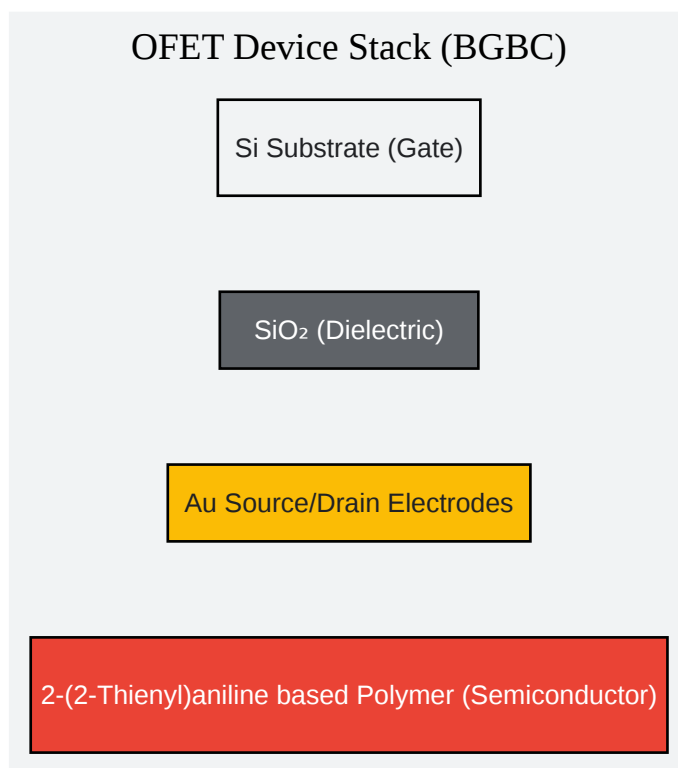 OFET Device Stack (BGBC)
Si Substrate (Gate)
SiO₂ (Dielectric)
Au Source/Drain Electrodes
2-(2-Thienyl)aniline based Polymer (Semiconductor)